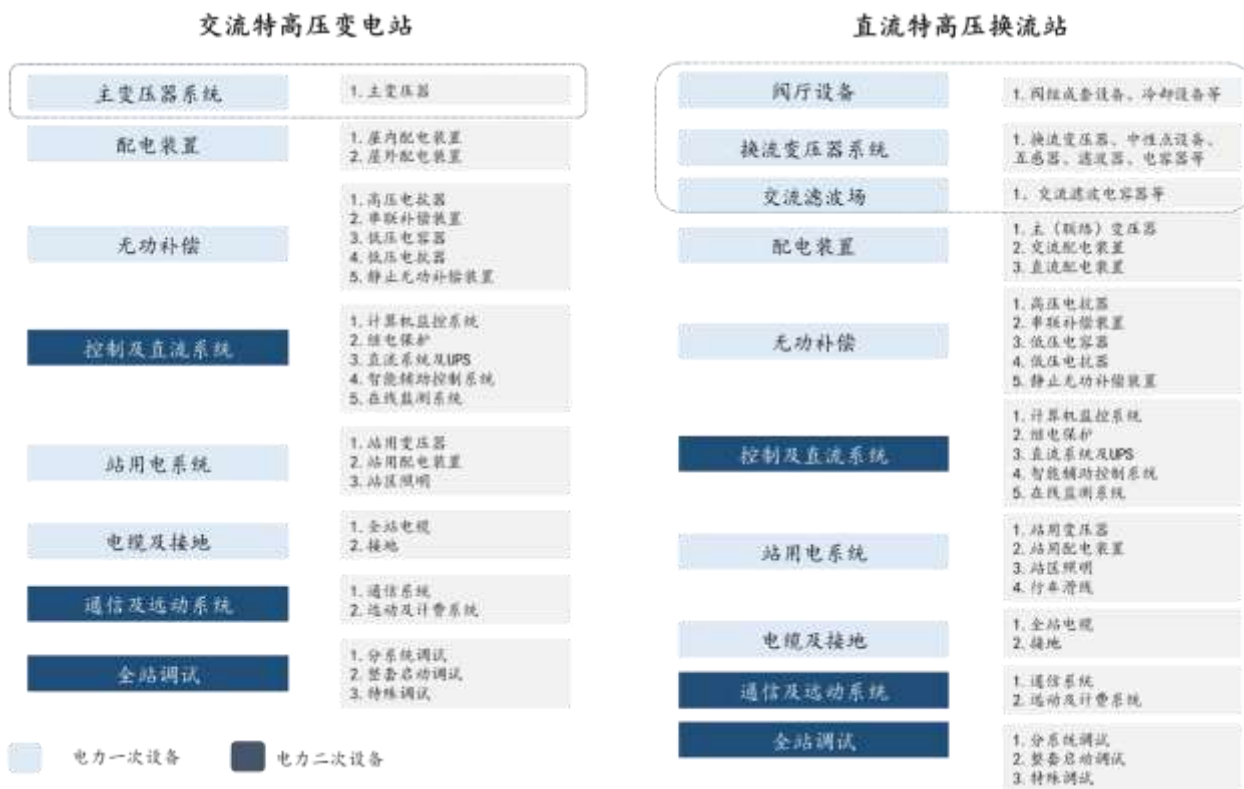 交流特高压变电站
主变压器系统
1. 主变压器
配电装置
1. 屋内配电装置
2. 屋外配电装置
无功补偿
1. 高压电抗器
2. 串联补偿装置
3. 低压电容器
4. 低压电抗器
5. 静止无功补偿装置
控制及直流系统
1. 计算机监控系统
2. 继电保护
3. 直流系统及UPS
4. 智能辅助控制系统
5. 在线监测系统
站用电系统
1. 站用变压器
2. 站用配电装置
3. 站区照明
电缆及接地
1. 全站电缆
2. 接地
通信及远动系统
1. 通信系统
2. 远动及计费系统
全站调试
1. 分系统调试
2. 整套启动调试
3. 特殊调试
电力一次设备
电力二次设备
直流特高压换流站
阀厅设备
1. 阀组成套设备、冷却设备等
换流变压器系统
1. 换流变压器、中性点设备、
互感器、滤波器、电容器等
交流滤波场
1. 交流滤波电容器等
配电装置
1. 主（联络）变压器
2. 交流配电装置
3. 直流配电装置
无功补偿
1. 高压电抗器
2. 串联补偿装置
3. 低压电容器
4. 低压电抗器
5. 静止无功补偿装置
控制及直流系统
1. 计算机监控系统
2. 继电保护
3. 直流系统及UPS
4. 智能辅助控制系统
5. 在线监测系统
站用电系统
1. 站用变压器
2. 站用配电装置
3. 站区照明
4. 行车滑线
电缆及接地
1. 全站电缆
2. 接地
通信及远动系统
1. 通信系统
2. 远动及计费系统
全站调试
1. 分系统调试
2. 整套启动调试
3. 特殊调试